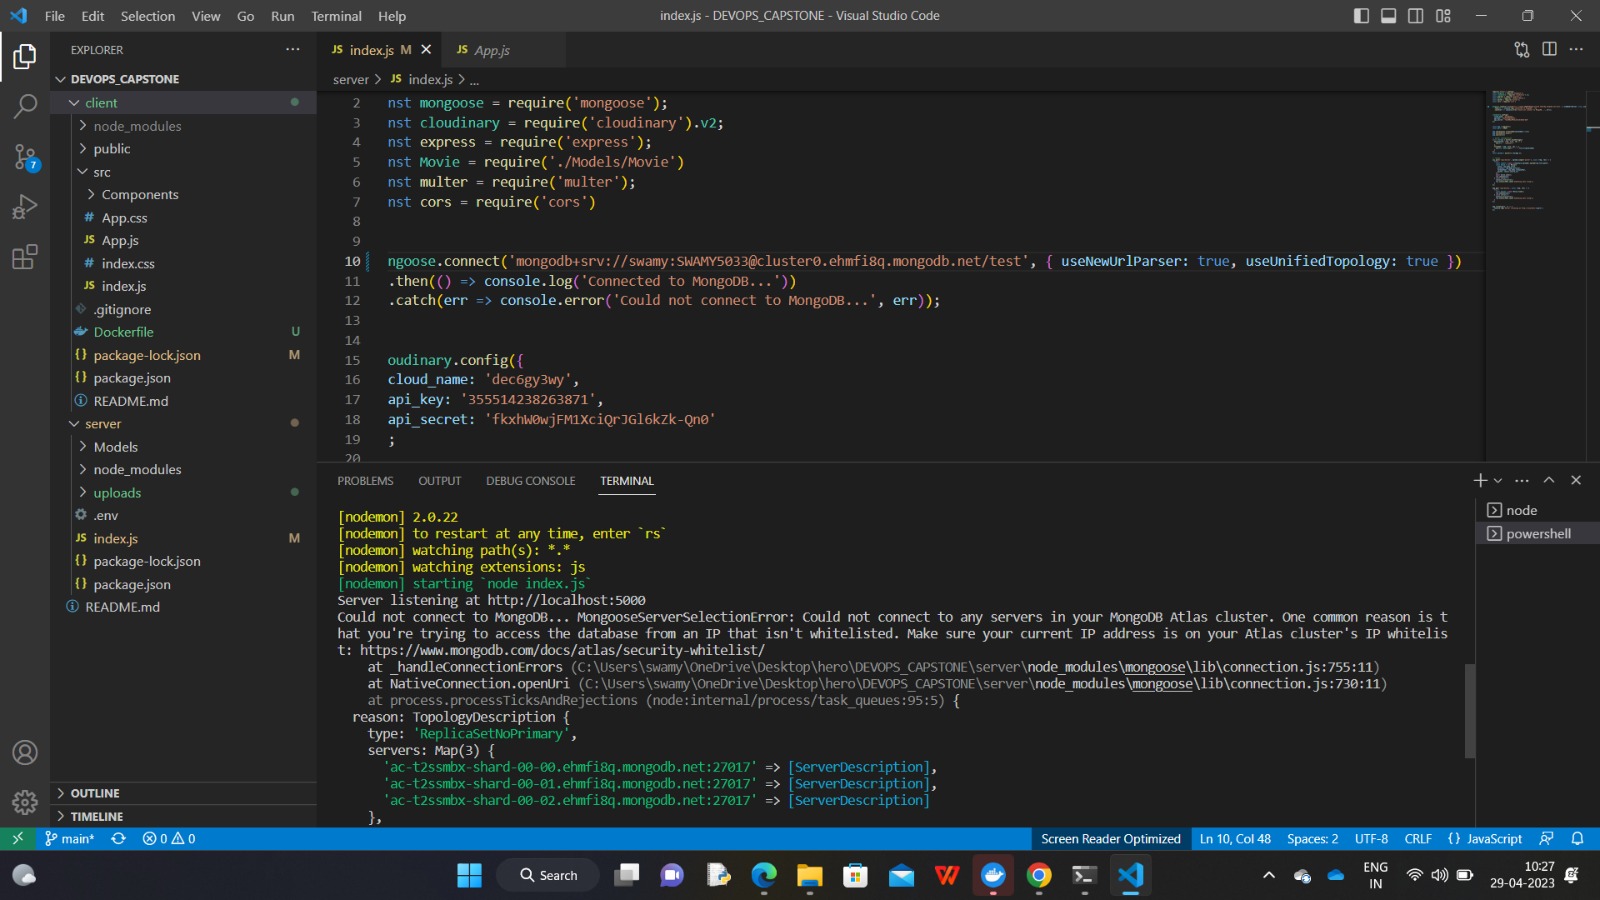 File Edit Selection View Go Run Terminal Help
index.js - DEVOPS_CAPSTONE - Visual Studio Code
EXPLORER
DEVOPS_CAPSTONE
client
node_modules
public
src
Components
# App.css
JS App.js
# index.css
JS index.js
.gitignore
Dockerfile U
{} package-lock.json M
{} package.json
README.md
server
Models
node_modules
uploads
.env
JS index.js M
{} package-lock.json
{} package.json
README.md
OUTLINE
TIMELINE
7
JS index.js M
JS App.js
server > JS index.js > ...
2 nst mongoose = require('mongoose');
3 nst cloudinary = require('cloudinary').v2;
4 nst express = require('express');
5 nst Movie = require('./Models/Movie')
6 nst multer = require('multer');
7 nst cors = require('cors')
8
9
10 ngoose.connect('mongodb+srv://swamy:SWAMY5033@cluster0.ehmfi8q.mongodb.net/test', { useNewUrlParser: true, useUnifiedTopology: true })
11 .then(() => console.log('Connected to MongoDB...'))
12 .catch(err => console.error('Could not connect to MongoDB...', err));
13
14
15 oudinary.config({
16 cloud_name: 'dec6gy3wy',
17 api_key: '355514238263871',
18 api_secret: 'fkxhW0wjFM1XciQrJGl6kZk-Qn0'
19 ;
20
PROBLEMS OUTPUT DEBUG CONSOLE TERMINAL
node
powershell
[nodemon] 2.0.22
[nodemon] to restart at any time, enter `rs`
[nodemon] watching path(s): *.*
[nodemon] watching extensions: js
[nodemon] starting `node index.js`
Server listening at http://localhost:5000
Could not connect to MongoDB... MongooseServerSelectionError: Could not connect to any servers in your MongoDB Atlas cluster. One common reason is t
hat you're trying to access the database from an IP that isn't whitelisted. Make sure your current IP address is on your Atlas cluster's IP whitelis
t: https://www.mongodb.com/docs/atlas/security-whitelist/
at _handleConnectionErrors (C:\Users\swamy\OneDrive\Desktop\hero\DEVOPS_CAPSTONE\server\node_modules\mongoose\lib\connection.js:755:11)
at NativeConnection.openUri (C:\Users\swamy\OneDrive\Desktop\hero\DEVOPS_CAPSTONE\server\node_modules\mongoose\lib\connection.js:730:11)
at process.processTicksAndRejections (node:internal/process/task_queues:95:5) {
reason: TopologyDescription {
type: 'ReplicaSetNoPrimary',
servers: Map(3) {
'ac-t2ssmbx-shard-00-00.ehmfi8q.mongodb.net:27017' => [ServerDescription],
'ac-t2ssmbx-shard-00-01.ehmfi8q.mongodb.net:27017' => [ServerDescription],
'ac-t2ssmbx-shard-00-02.ehmfi8q.mongodb.net:27017' => [ServerDescription]
},
main* 0 0
Screen Reader Optimized Ln 10, Col 48 Spaces: 2 UTF-8 CRLF {} JavaScript
Search
ENG
IN
10:27
29-04-2023